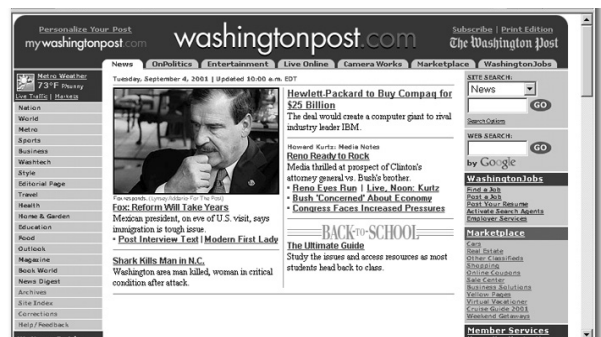 Personalize Your Post
mywashingtonpost.com
washingtonpost.com
Subscribe | Print Edition
The Washington Post
News
OnPolitics
Entertainment
Live Online
Camera Works
Marketplace
WashingtonJobs
Metro Weather
73°F
Live Traffic | Markets
Nation
World
Metro
Sports
Business
Washtech
Style
Editorial Page
Travel
Health
Home & Garden
Education
Food
Outlook
Magazine
Book World
News Digest
Archives
Site Index
Corrections
Help/Feedback
Tuesday, September 4, 2001 | Updated 10:00 a.m. EDT
Fox responds.
Fox: Reform Will Take Years
Mexican president, on eve of U.S. visit, says
immigration is tough issue.
• Post Interview Text | Modern First Lady
Shark Kills Man in N.C.
Washington area man killed, woman in critical
condition after attack.
Hewlett-Packard to Buy Compaq for
$25 Billion
The deal would create a computer giant to rival
industry leader IBM.
Howard Kurtz: Media Notes
Reno Ready to Rock
Media thrilled at prospect of Clinton's
attorney general vs. Bush's brother.
• Reno Eyes Run | Live, Noon: Kurtz
• Bush 'Concerned' About Economy
• Congress Faces Increased Pressures
BACK-TO-SCHOOL
The Ultimate Guide
Study the issues and access resources as most
students head back to class.
SITE SEARCH:
News
GO
Search Options
WEB SEARCH:
GO
by Google
WashingtonJobs
Find a Job
Post a Job
Post Your Resume
Activate Search Agents
Employer Services
Marketplace
Cars
Real Estate
Other Classifieds
Shopping
Online Coupons
Sale Center
Business Solutions
Yellow Pages
Virtual Vacationer
Cruise Guide 2001
Weekend Getaways
Member Services